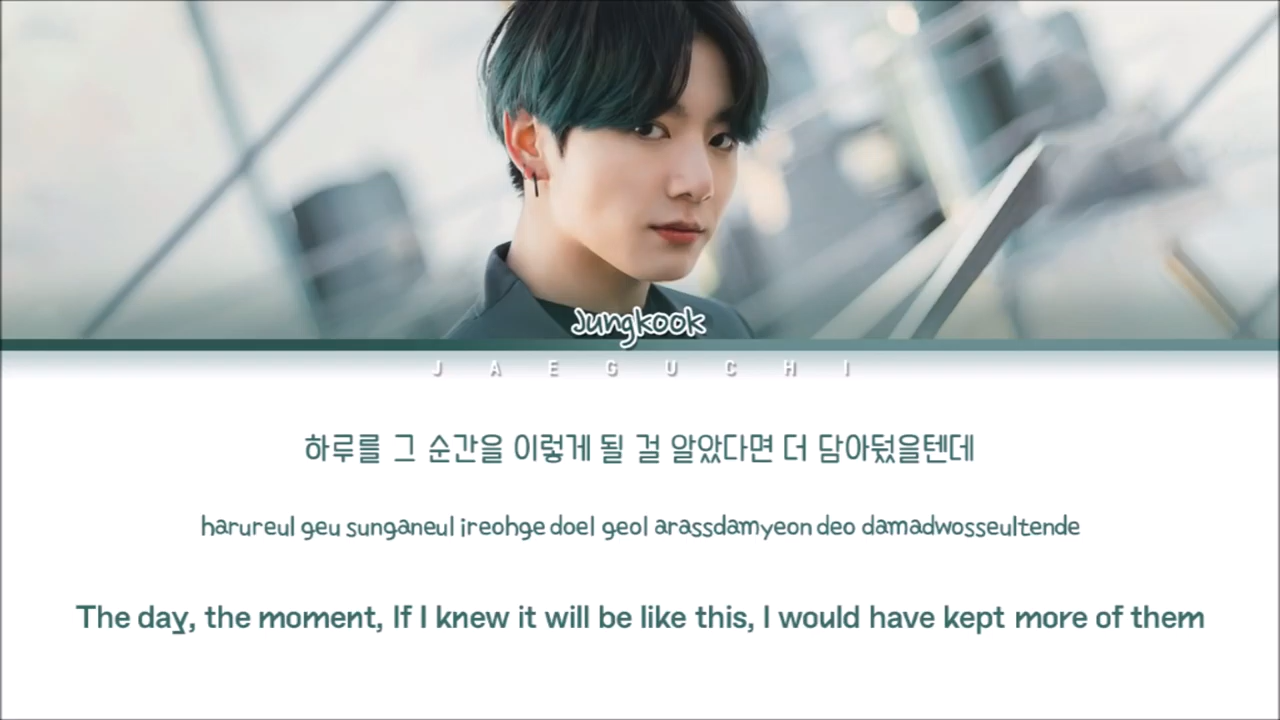 Jungkook
JAEGUCHI
하루를 그 순간을 이렇게 될 걸 알았다면 더 담아뒀을텐데
harureul geu sunganeul ireohge doel geol arassdamyeon deo damadwosseultende
The day, the moment, If I knew it will be like this, I would have kept more of them